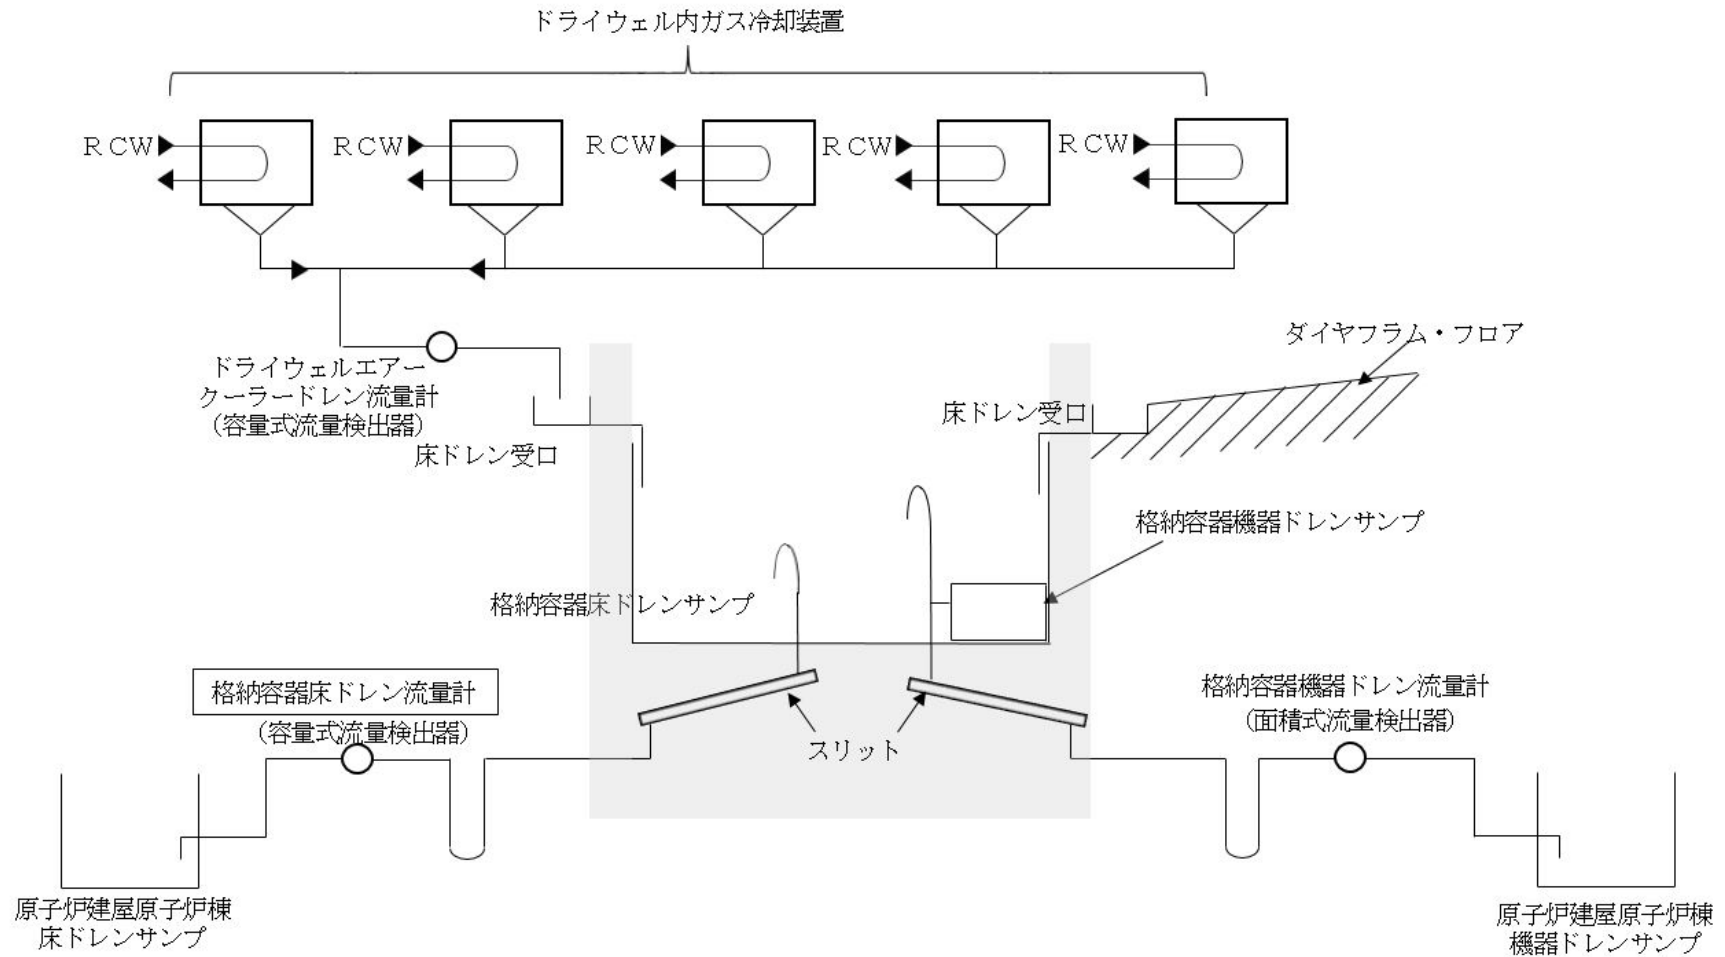 ドライウェル内ガス冷却装置
ＲＣＷ
ＲＣＷ
ＲＣＷ
ＲＣＷ
ＲＣＷ
ダイヤフラム・フロア
ドライウェルエアー
クーラードレン流量計
（容量式流量検出器）
床ドレン受口
床ドレン受口
格納容器機器ドレンサンプ
格納容器床ドレンサンプ
格納容器床ドレン流量計
（容量式流量検出器）
スリット
格納容器機器ドレン流量計
（面積式流量検出器）
原子炉建屋原子炉棟
床ドレンサンプ
原子炉建屋原子炉棟
機器ドレンサンプ